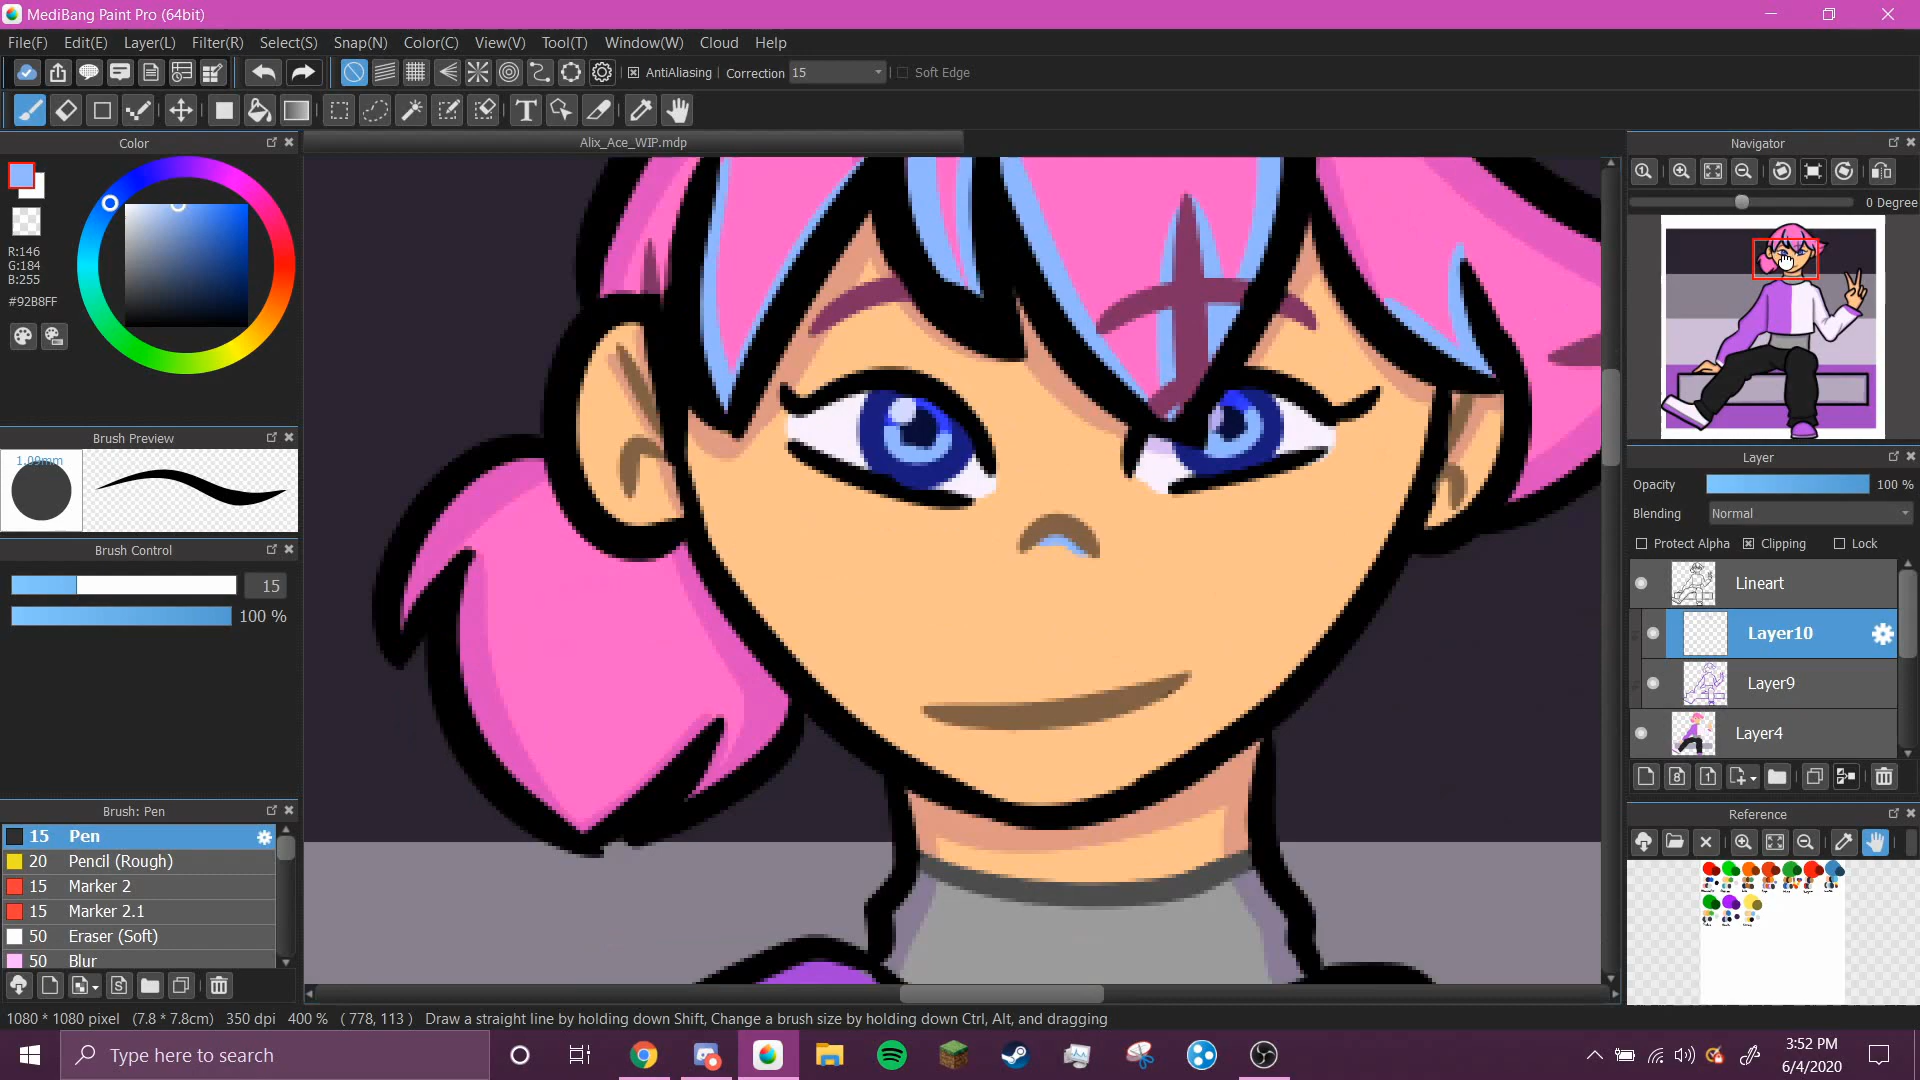 MediBang Paint Pro (64bit)
File(F) Edit(E) Layer(L) Filter(R) Select(S) Snap(N) Color(C) View(V) Tool(T) Window(W) Cloud Help
AntiAliasing Correction 15 Soft Edge
T
Color
Alix_Ace_WIP.mdp
Navigator
0 Degree
R:146
G:184
B:255
#92B8FF
Brush Preview
1.09mm
Brush Control
15
100 %
Brush: Pen
15 Pen
20 Pencil (Rough)
15 Marker 2
15 Marker 2.1
50 Eraser (Soft)
50 Blur
Layer
Opacity 100 %
Blending Normal
Protect Alpha Clipping Lock
Lineart
Layer10
Layer9
Layer4
Reference
1080 * 1080 pixel (7.8 * 7.8cm) 350 dpi 400 % ( 778, 113 ) Draw a straight line by holding down Shift, Change a brush size by holding down Ctrl, Alt, and dragging
Type here to search
3:52 PM
6/4/2020